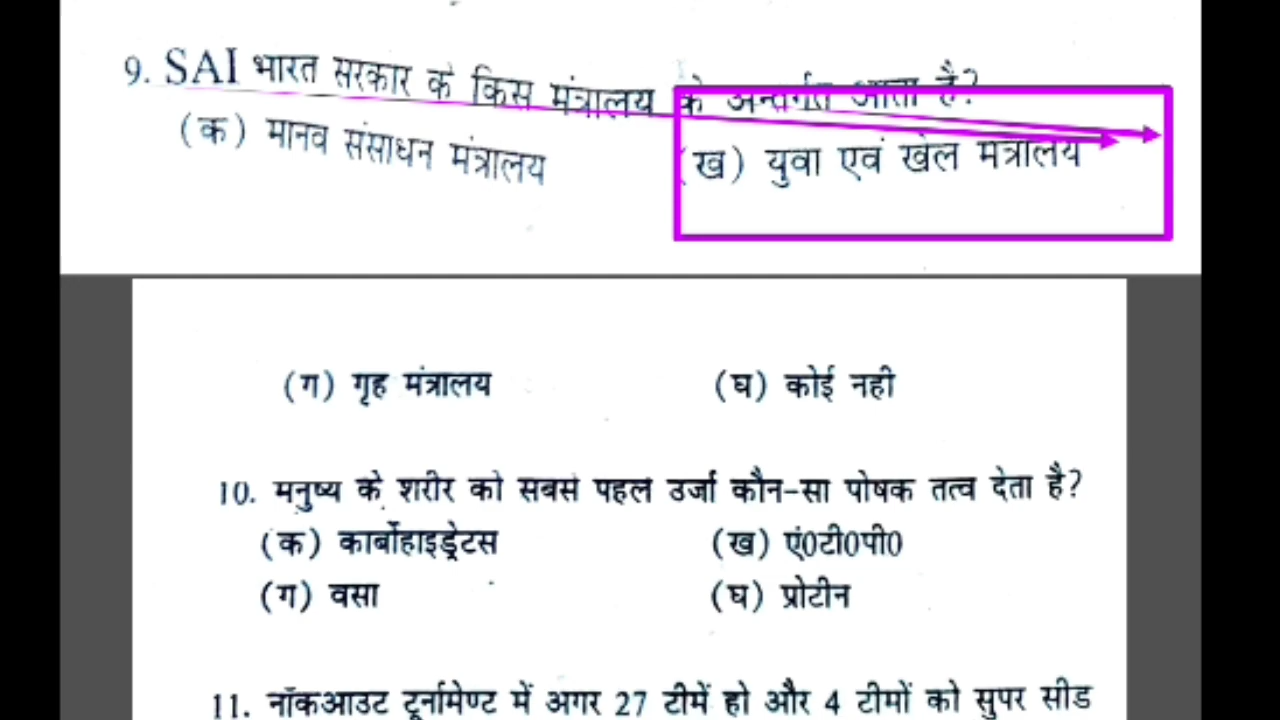 9. SAI भारत सरकार के किस मंत्रालय के अन्तर्गत आता है?
(क) मानव संसाधन मंत्रालय (ख) युवा एवं खेल मंत्रालय
(ग) गृह मंत्रालय (घ) कोई नही
10. मनुष्य के शरीर को सबसे पहले उर्जा कौन-सा पोषक तत्व देता है?
(क) कार्बोहाइड्रेटस (ख) एं0टी0पी0
(ग) वसा (घ) प्रोटीन
11. नॉकआउट टूर्नामेण्ट में अगर 27 टीमें हो और 4 टीमों को सुपर सीड